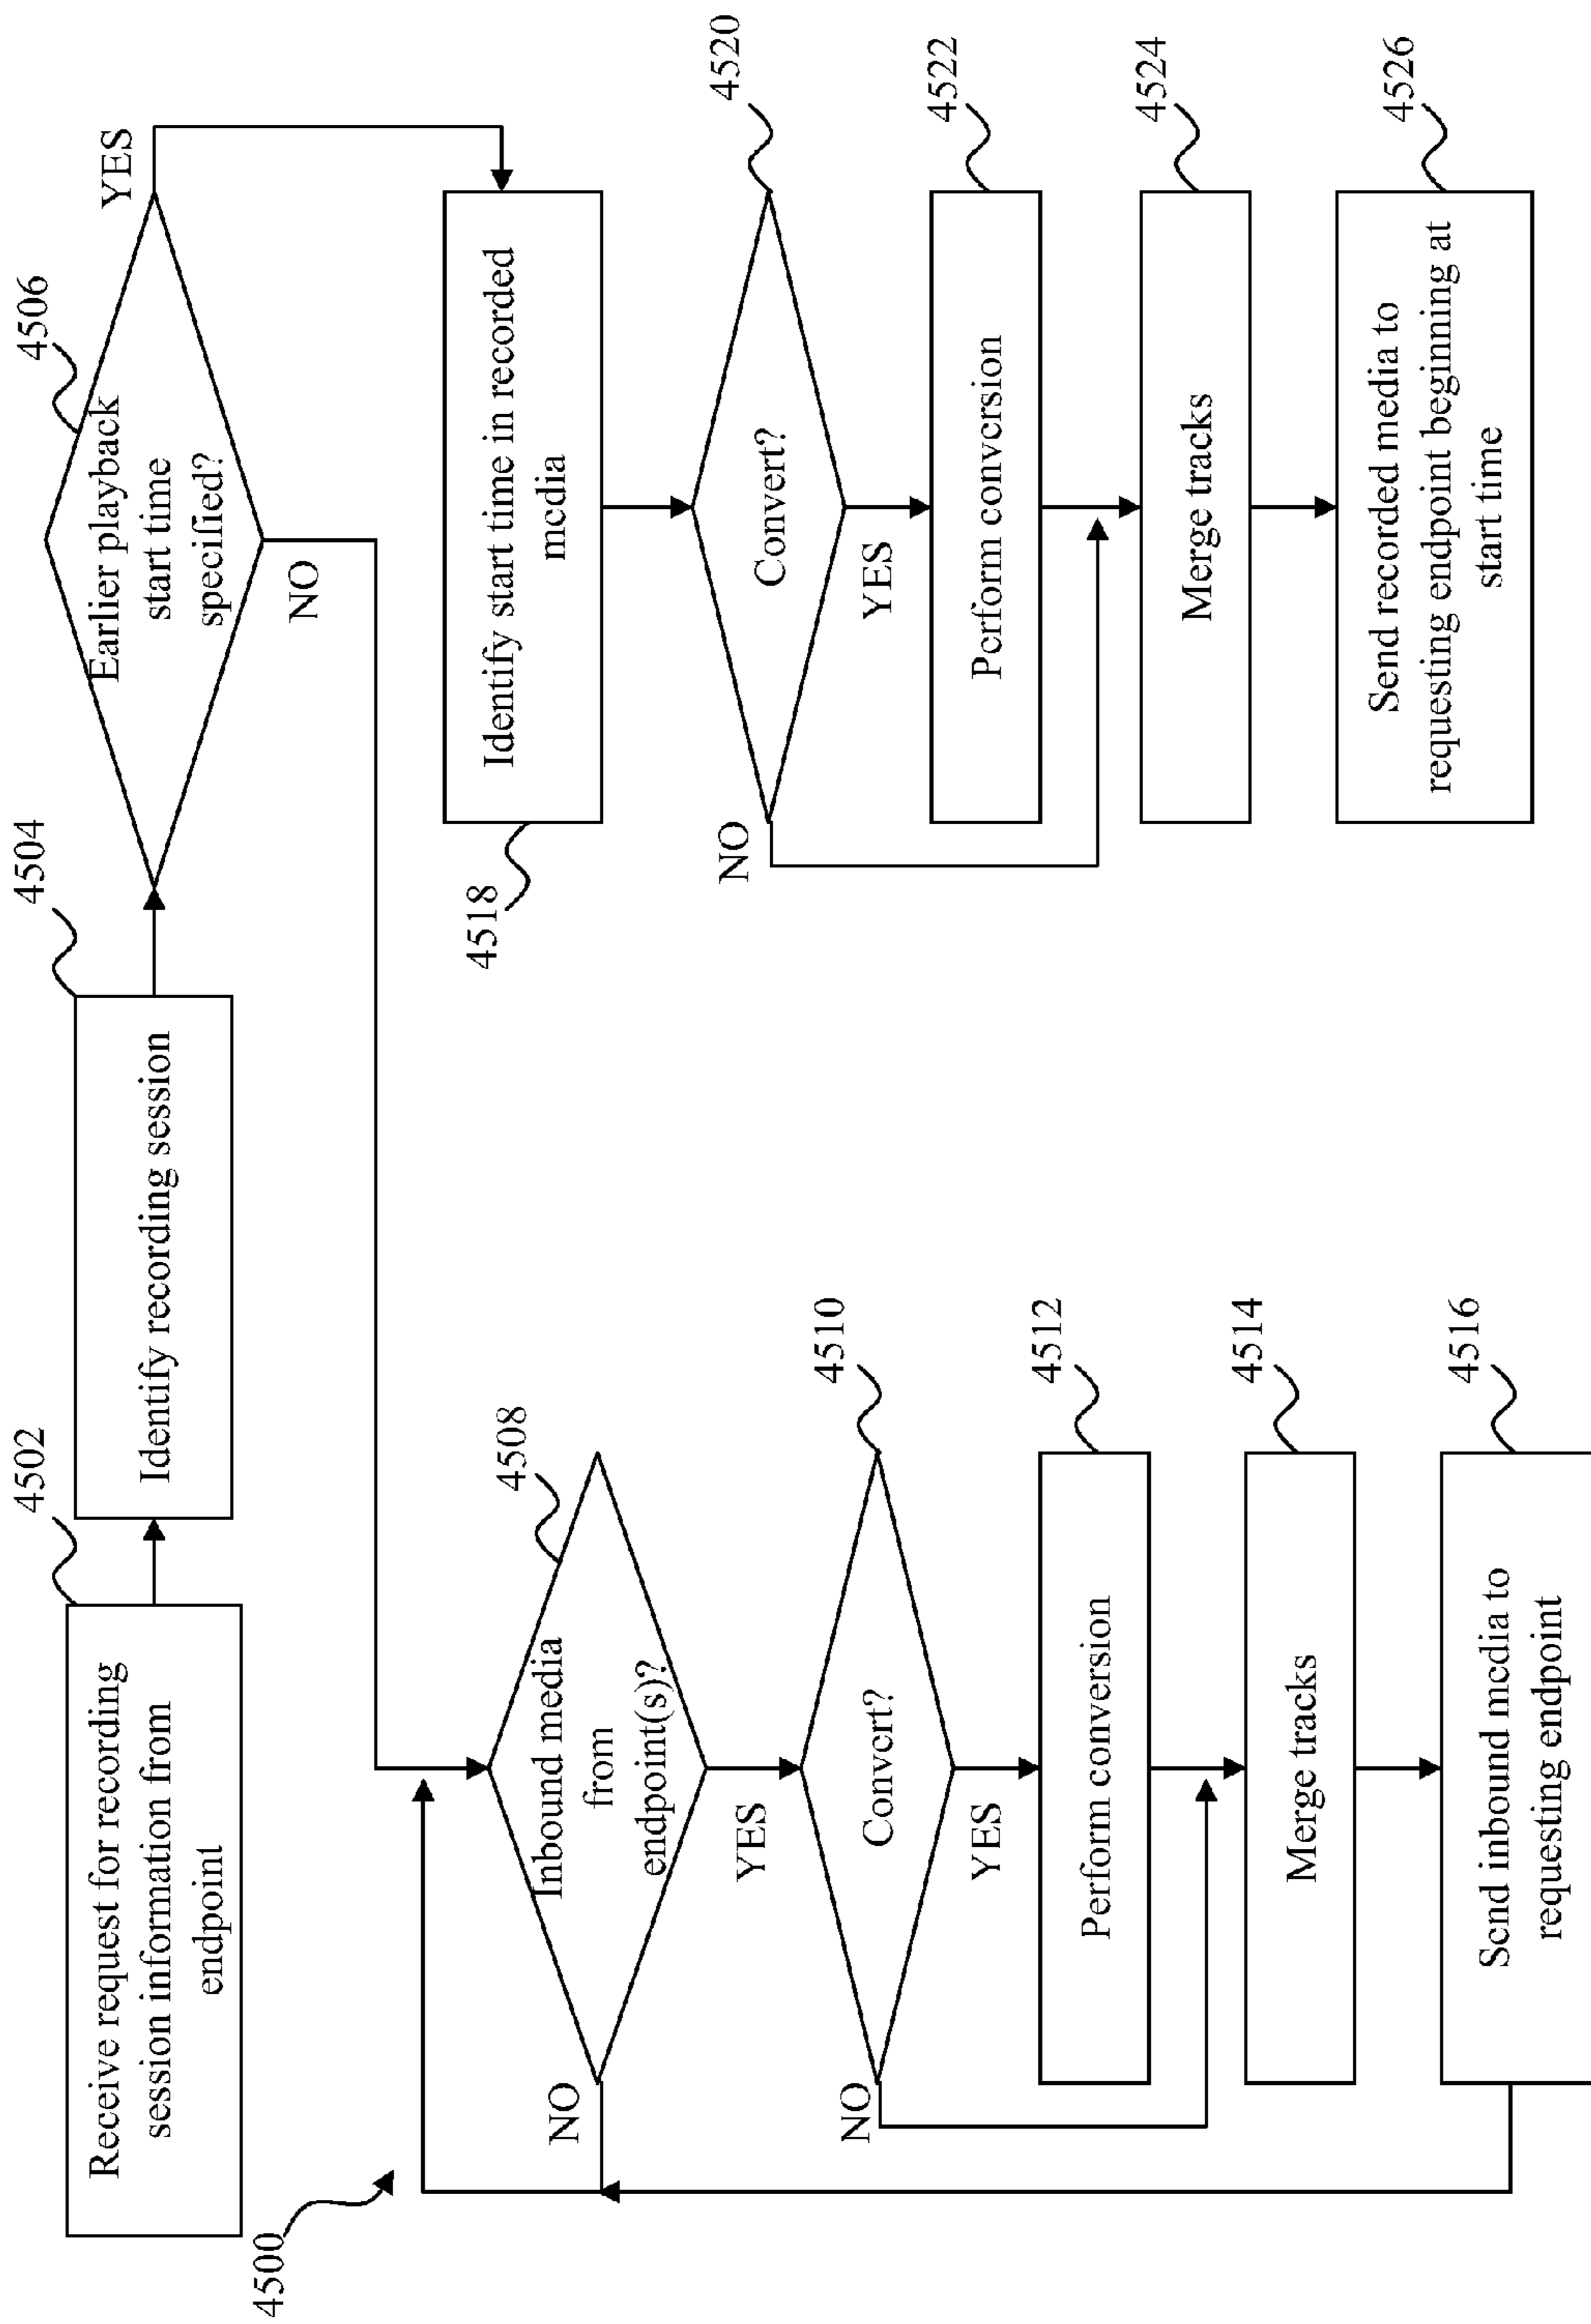 4500
4502
Receive request for recording
session information from
endpoint
4504
Identify recording session
4506
Earlier playback
start time
specified?
YES
NO
4508
Inbound media
from
endpoint(s)?
NO
YES
4510
Convert?
NO
YES
4512
Perform conversion
4514
Merge tracks
4516
Send inbound media to
requesting endpoint
4518
Identify start time in recorded
media
4520
Convert?
NO
YES
4522
Perform conversion
4524
Merge tracks
4526
Send recorded media to
requesting endpoint beginning at
start time